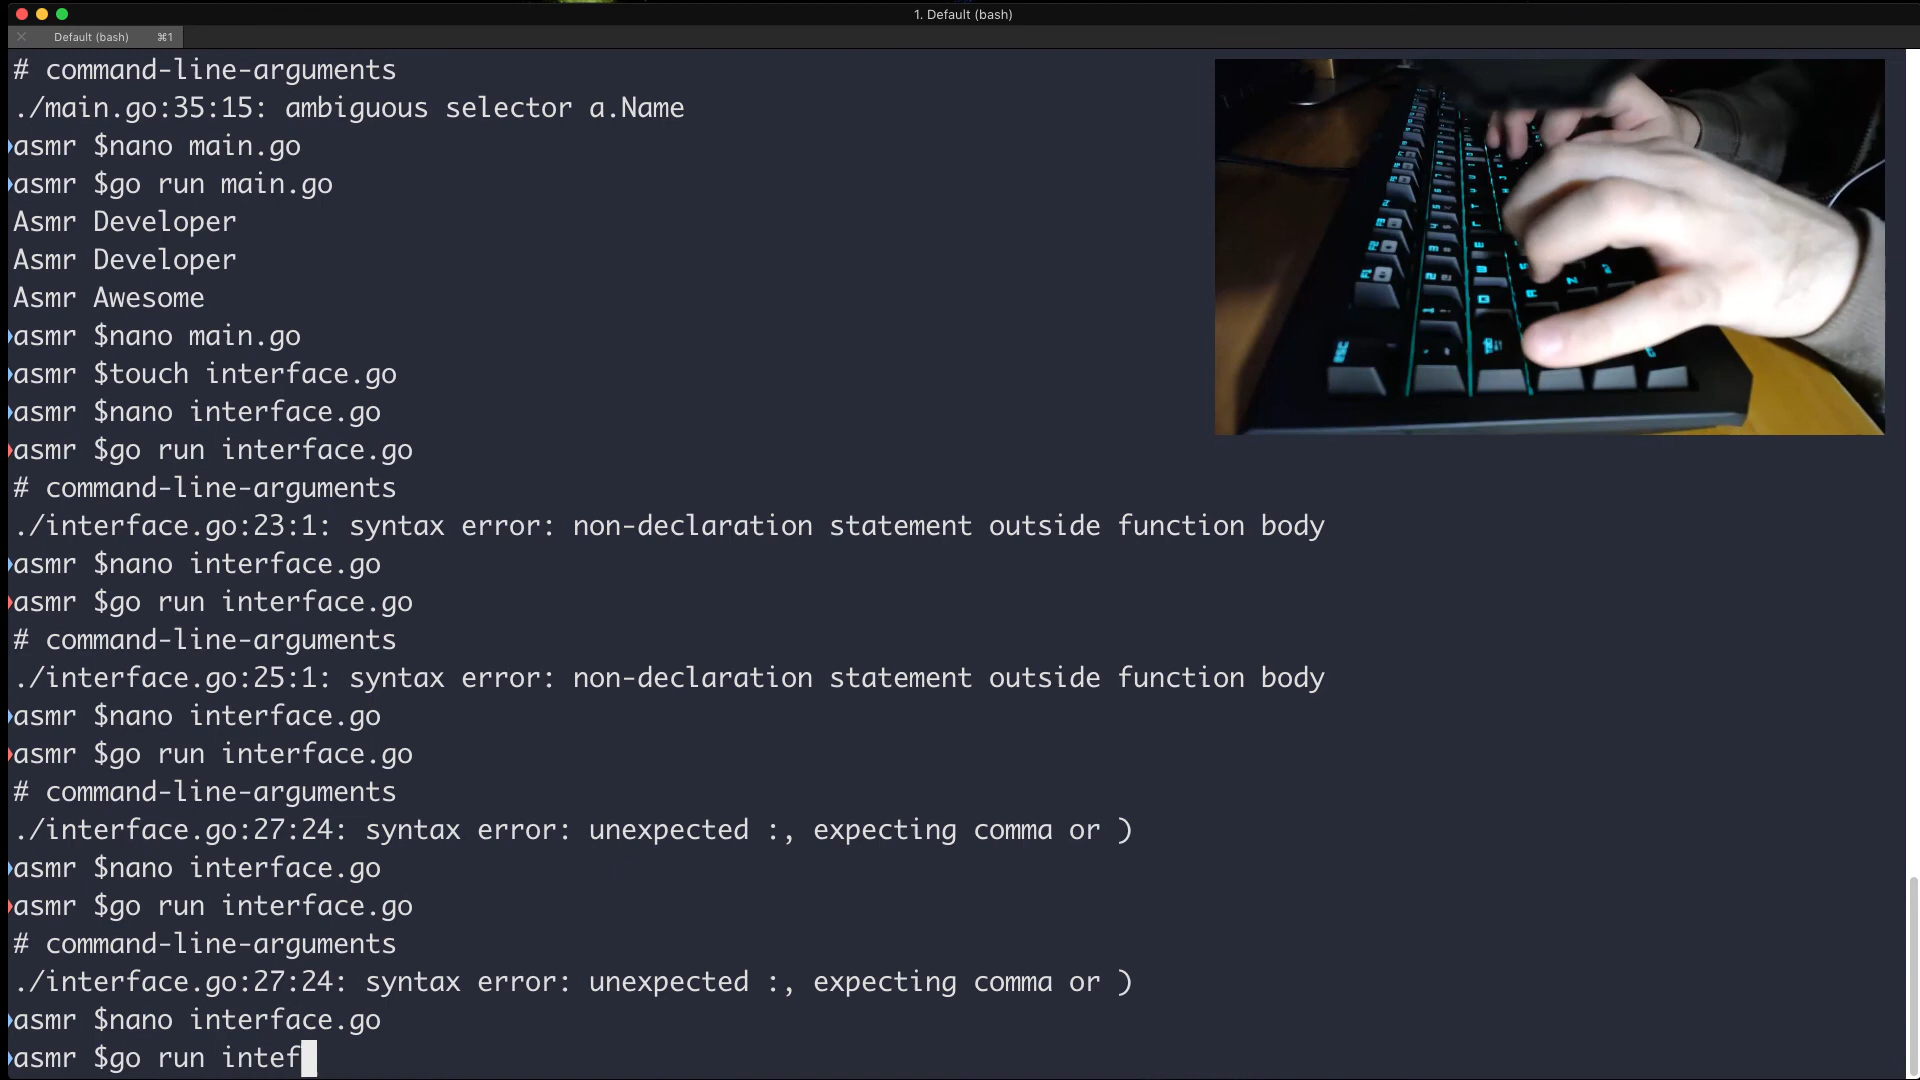 1. Default (bash)
Default (bash) ⌘1
# command-line-arguments
./main.go:35:15: ambiguous selector a.Name
asmr $nano main.go
asmr $go run main.go
Asmr Developer
Asmr Developer
Asmr Awesome
asmr $nano main.go
asmr $touch interface.go
asmr $nano interface.go
asmr $go run interface.go
# command-line-arguments
./interface.go:23:1: syntax error: non-declaration statement outside function body
asmr $nano interface.go
asmr $go run interface.go
# command-line-arguments
./interface.go:25:1: syntax error: non-declaration statement outside function body
asmr $nano interface.go
asmr $go run interface.go
# command-line-arguments
./interface.go:27:24: syntax error: unexpected :, expecting comma or )
asmr $nano interface.go
asmr $go run interface.go
# command-line-arguments
./interface.go:27:24: syntax error: unexpected :, expecting comma or )
asmr $nano interface.go
asmr $go run intef